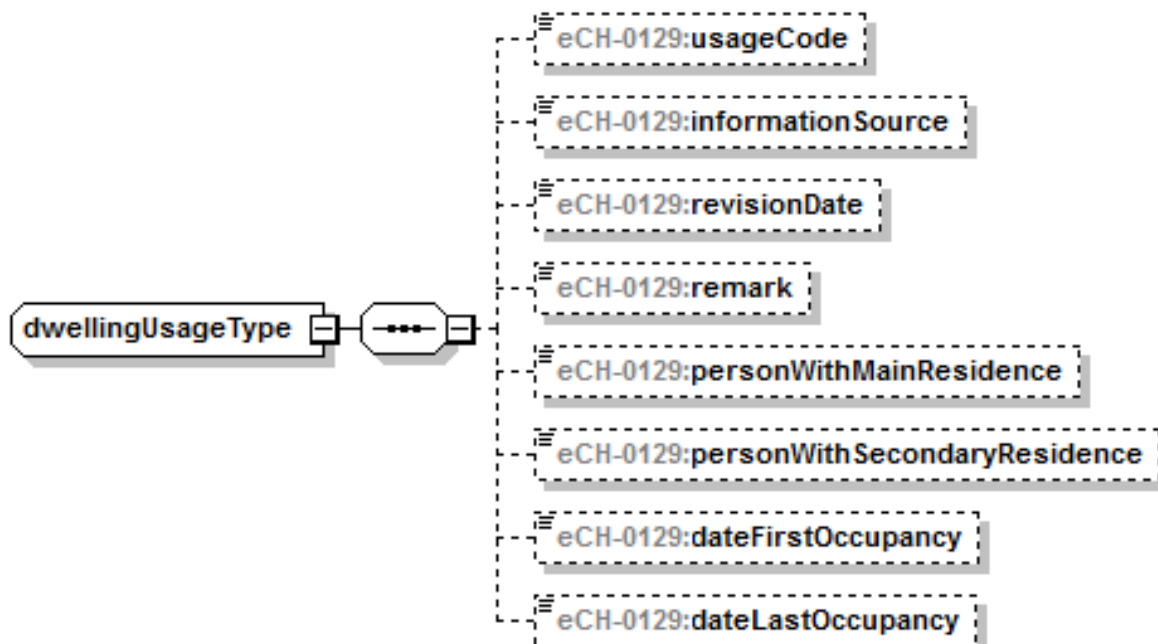 eCH-0129:usageCode
eCH-0129:informationSource
eCH-0129:revisionDate
eCH-0129:remark
dwellingUsageType
eCH-0129:personWithMainResidence
eCH-0129:personWithSecondaryResidence
eCH-0129:dateFirstOccupancy
eCH-0129:dateLastOccupancy